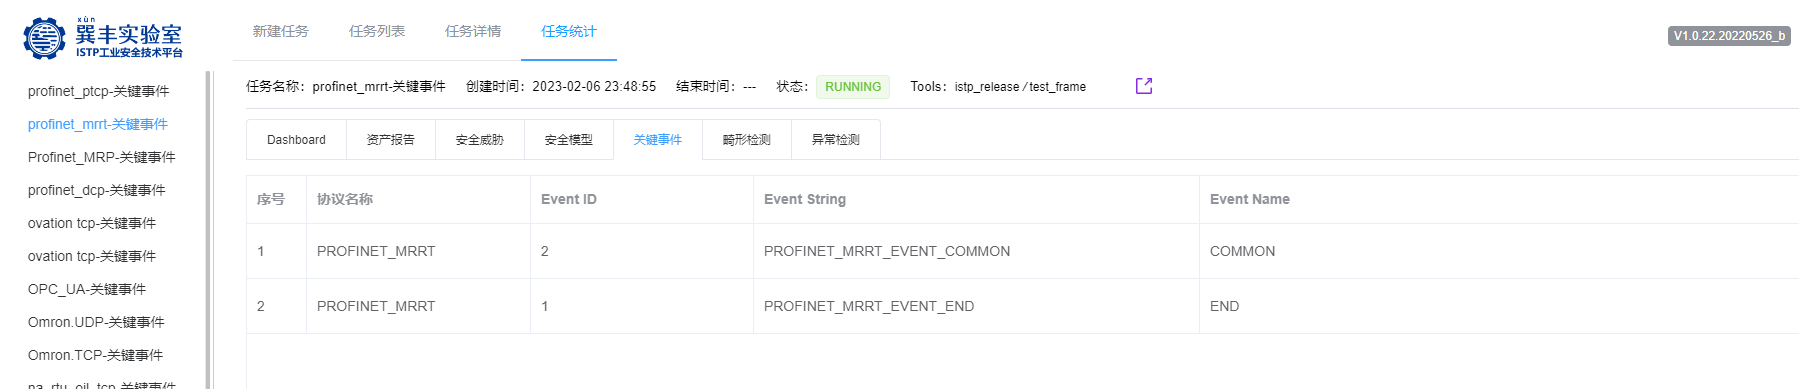 xùn
巽丰实验室
ISTP工业安全技术平台
新建任务 任务列表 任务详情 任务统计
V1.0.22.20220526_b
任务名称：profinet_mrrt-关键事件 创建时间：2023-02-06 23:48:55 结束时间：--- 状态：RUNNING Tools：istp_release / test_frame
profinet_ptcp-关键事件
profinet_mrrt-关键事件
Profinet_MRP-关键事件
profinet_dcp-关键事件
ovation tcp-关键事件
ovation tcp-关键事件
OPC_UA-关键事件
Omron.UDP-关键事件
Omron.TCP-关键事件
na_rtu_oil_tcp-关键事件
Dashboard 资产报告 安全威胁 安全模型 关键事件 畸形检测 异常检测
序号 协议名称 Event ID Event String Event Name
1 PROFINET_MRRT 2 PROFINET_MRRT_EVENT_COMMON COMMON
2 PROFINET_MRRT 1 PROFINET_MRRT_EVENT_END END